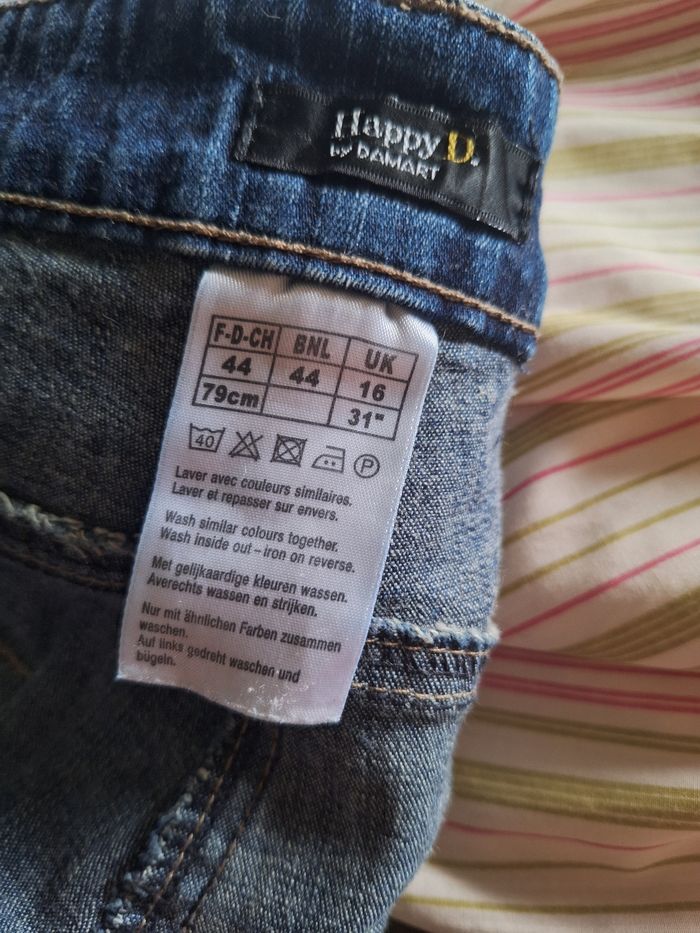 Happy D.
by DAMART
F-D-CH BNL UK
44 44 16
79cm 31"
40 P
Laver avec couleurs similaires.
Laver et repasser sur envers.
Wash similar colours together.
Wash inside out – iron on reverse.
Met gelijkaardige kleuren wassen.
Averechts wassen en strijken.
Nur mit ähnlichen Farben zusammen
waschen.
Auf links gedreht waschen und
bügeln.